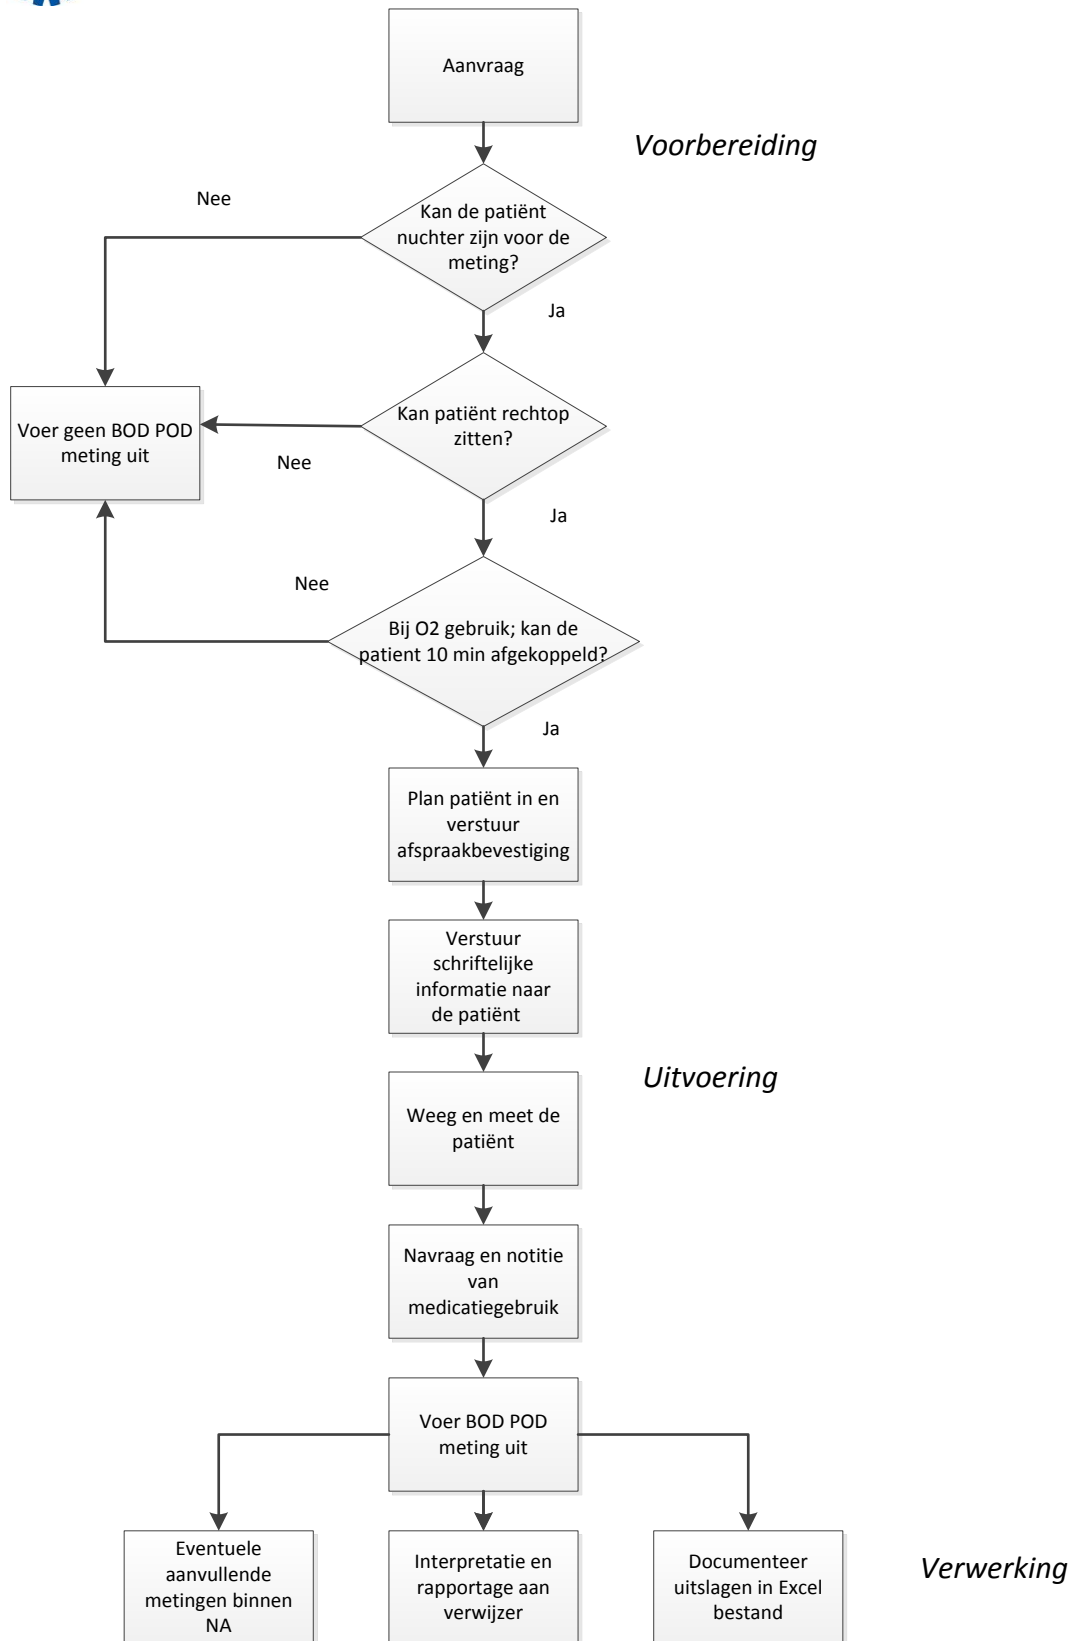 Aanvraag
Voorbereiding
Nee
Kan de patiënt
nuchter zijn voor de
meting?
Ja
Voer geen BOD POD
meting uit
Kan patiënt rechtop
zitten?
Nee
Ja
Nee
Bij O2 gebruik; kan de
patient 10 min afgekoppeld?
Ja
Plan patiënt in en
verstuur
afspraakbevestiging
Verstuur
schriftelijke
informatie naar
de patiënt
Uitvoering
Weeg en meet de
patiënt
Navraag en notitie
van
medicatiegebruik
Voer BOD POD
meting uit
Eventuele
aanvullende
metingen binnen
NA
Interpretatie en
rapportage aan
verwijzer
Documenteer
uitslagen in Excel
bestand
Verwerking